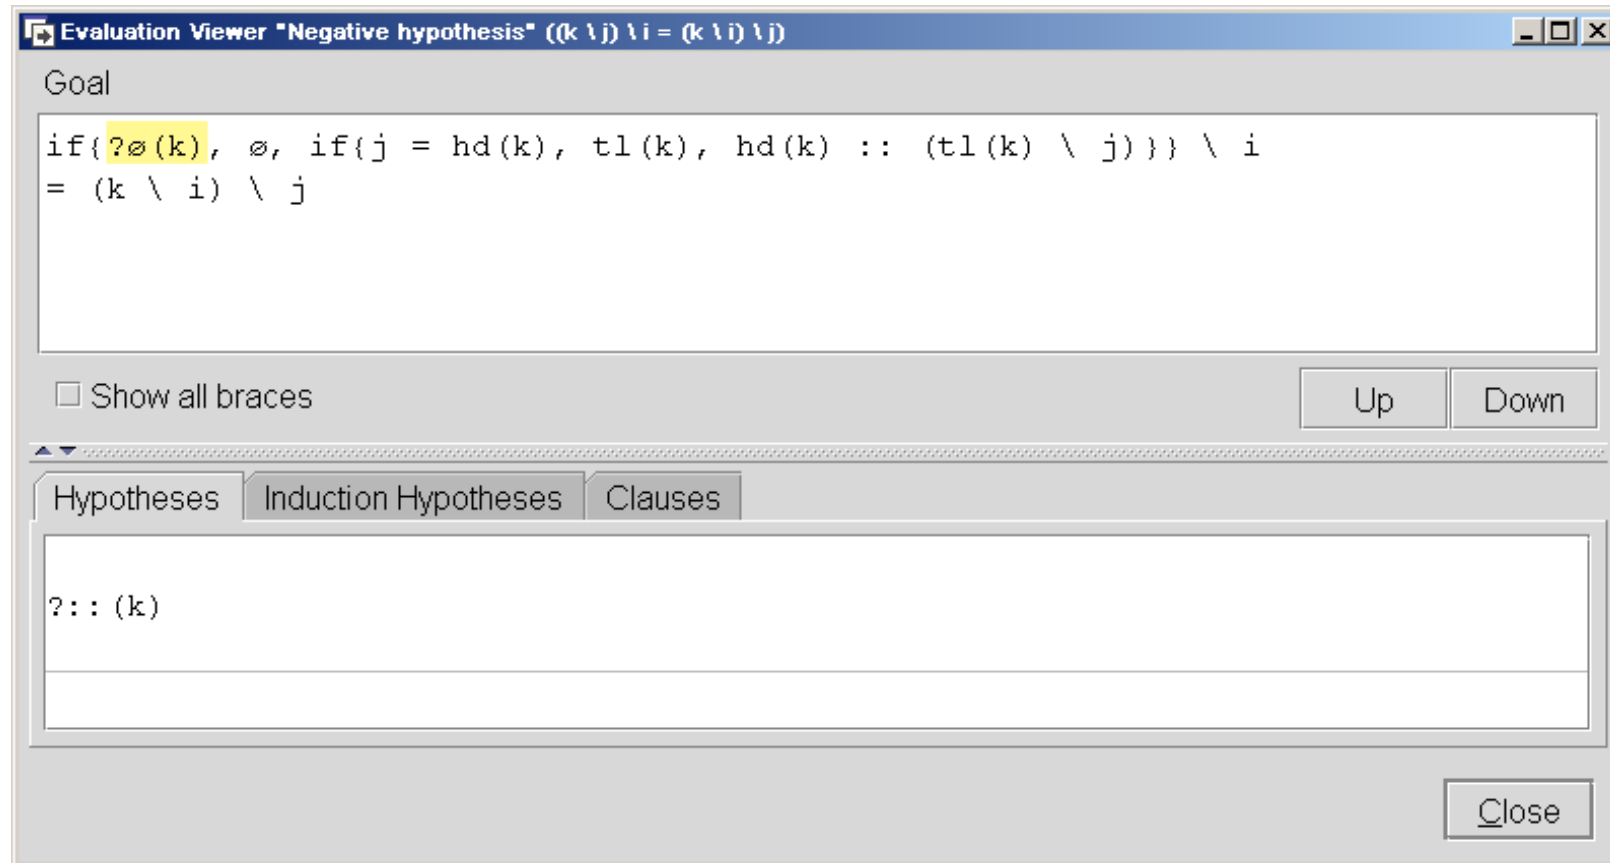 Evaluation Viewer "Negative hypothesis" ((k \ j) \ i = (k \ i) \ j)
Goal
if{?ø(k), ø, if{j = hd(k), tl(k), hd(k) :: (tl(k) \ j)}} \ i
= (k \ i) \ j
Show all braces
Up
Down
Hypotheses
Induction Hypotheses
Clauses
?::(k)
Close